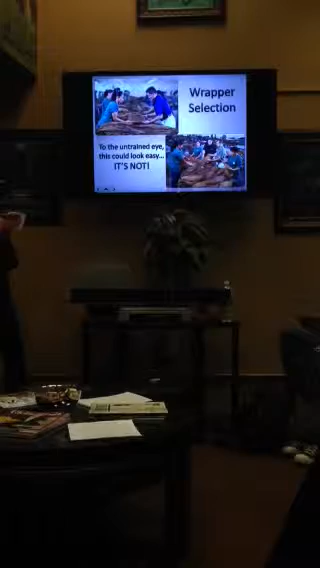 Wrapper
Selection
To the untrained eye,
this could look easy...
IT'S NOT!